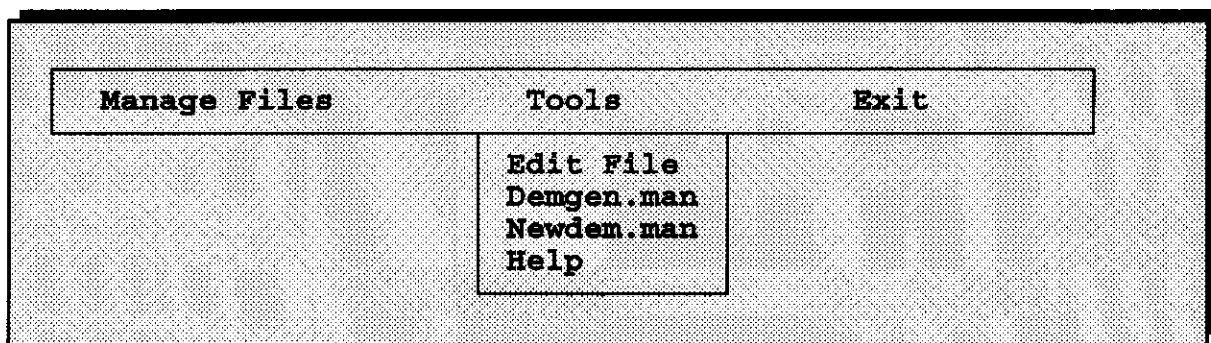 Manage Files Tools Exit
Edit File
Demgen.man
Newdem.man
Help